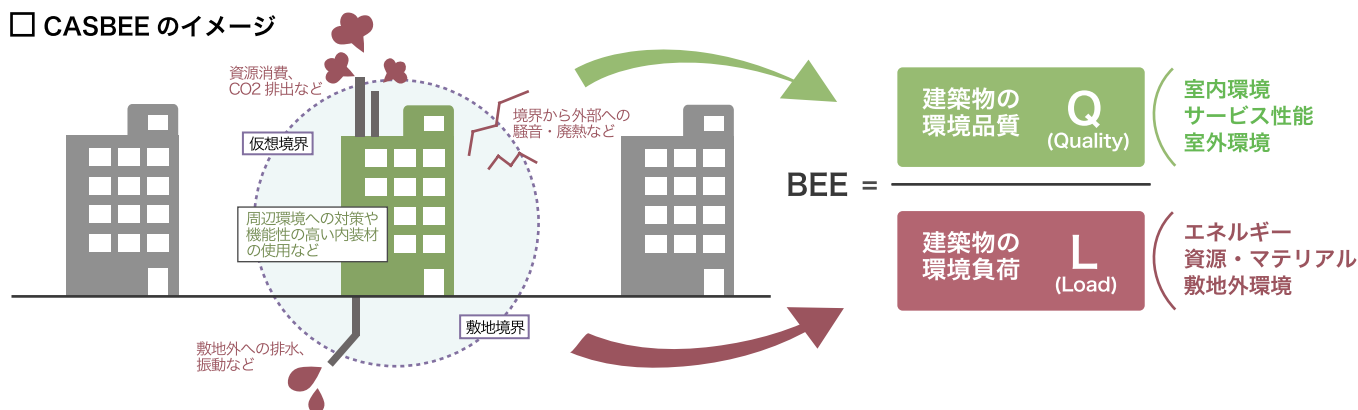 □ CASBEE のイメージ
資源消費、
CO2 排出など
仮想境界
境界から外部への
騒音・廃熱など
周辺環境への対策や
機能性の高い内装材
の使用など
敷地境界
敷地外への排水、
振動など
BEE =
建築物の
環境品質
Q
(Quality)
室内環境
サービス性能
室外環境
建築物の
環境負荷
L
(Load)
エネルギー
資源・マテリアル
敷地外環境